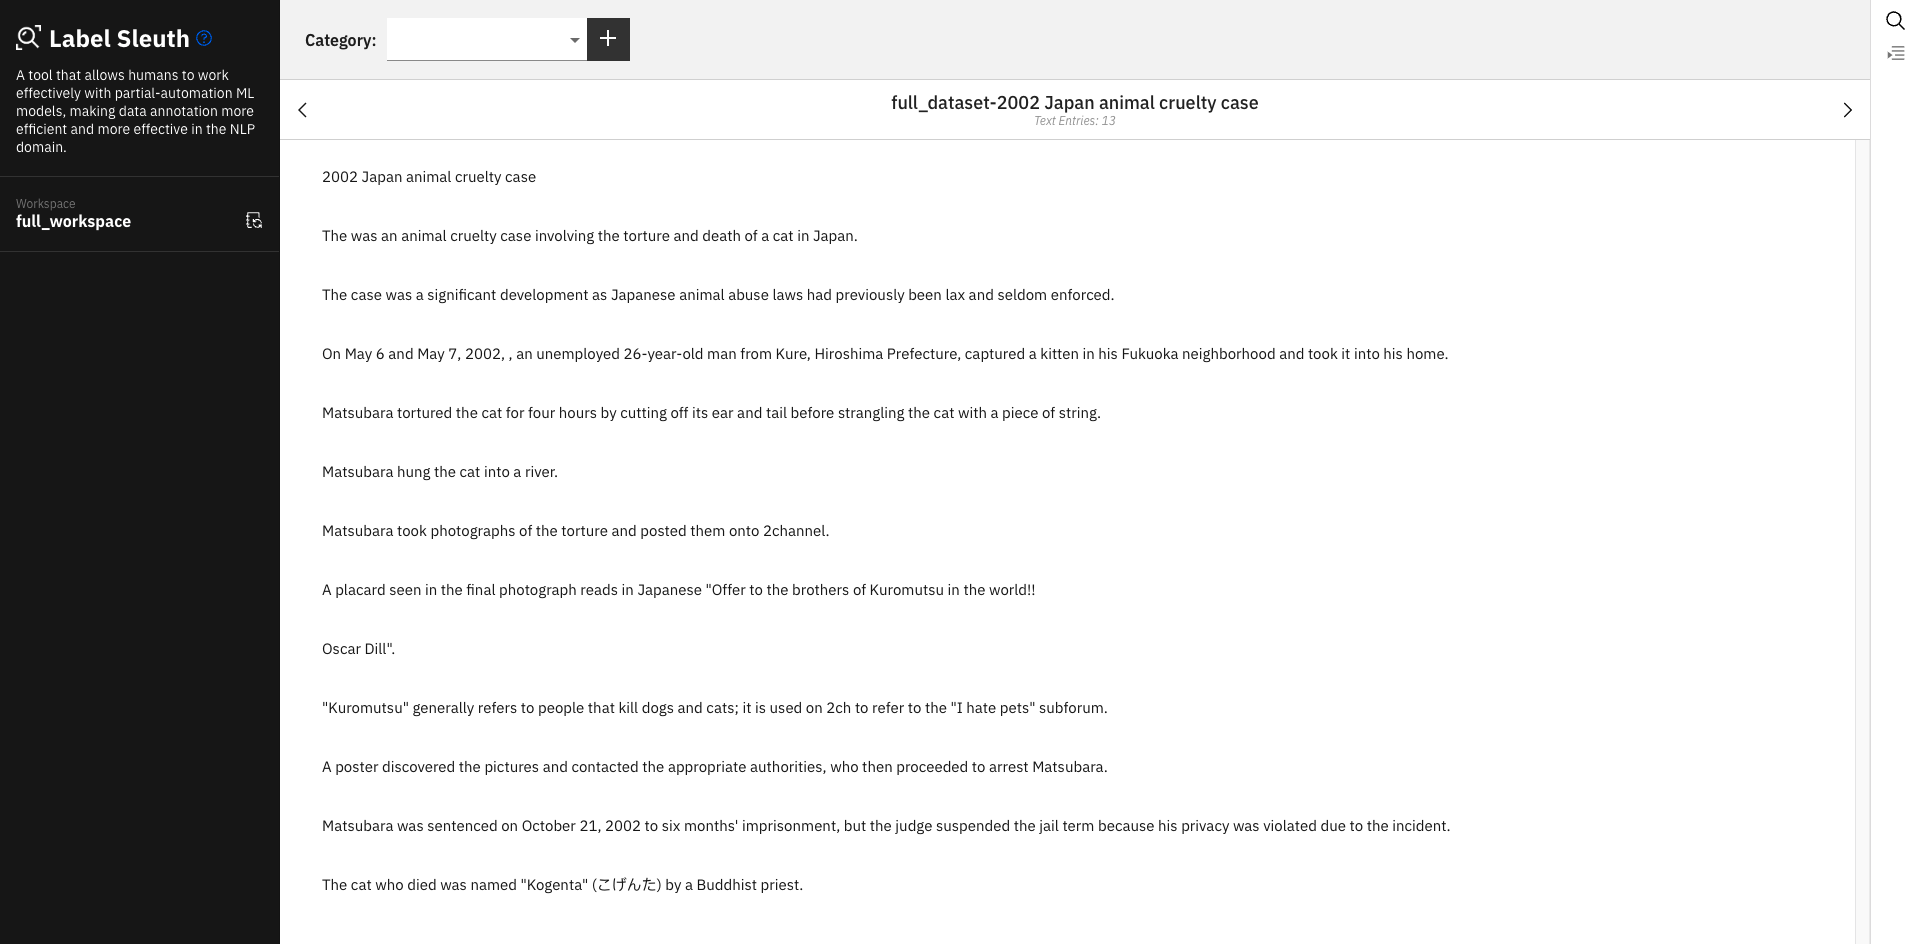 Label Sleuth
A tool that allows humans to work
effectively with partial-automation ML
models, making data annotation more
efficient and more effective in the NLP
domain.
Workspace
full_workspace
Category:
full_dataset-2002 Japan animal cruelty case
Text Entries: 13
2002 Japan animal cruelty case
The was an animal cruelty case involving the torture and death of a cat in Japan.
The case was a significant development as Japanese animal abuse laws had previously been lax and seldom enforced.
On May 6 and May 7, 2002, , an unemployed 26-year-old man from Kure, Hiroshima Prefecture, captured a kitten in his Fukuoka neighborhood and took it into his home.
Matsubara tortured the cat for four hours by cutting off its ear and tail before strangling the cat with a piece of string.
Matsubara hung the cat into a river.
Matsubara took photographs of the torture and posted them onto 2channel.
A placard seen in the final photograph reads in Japanese "Offer to the brothers of Kuromutsu in the world!!
Oscar Dill".
"Kuromutsu" generally refers to people that kill dogs and cats; it is used on 2ch to refer to the "I hate pets" subforum.
A poster discovered the pictures and contacted the appropriate authorities, who then proceeded to arrest Matsubara.
Matsubara was sentenced on October 21, 2002 to six months' imprisonment, but the judge suspended the jail term because his privacy was violated due to the incident.
The cat who died was named "Kogenta" (こげんた) by a Buddhist priest.